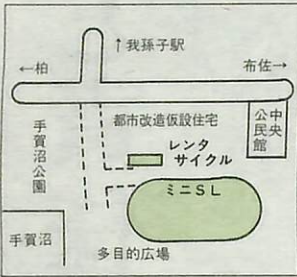 ↑我孫子駅
←柏
布佐→
都市改造仮設住宅
中央
公民館
手賀沼公園
レンタ
サイクル
ミニSL
手賀沼
多目的広場